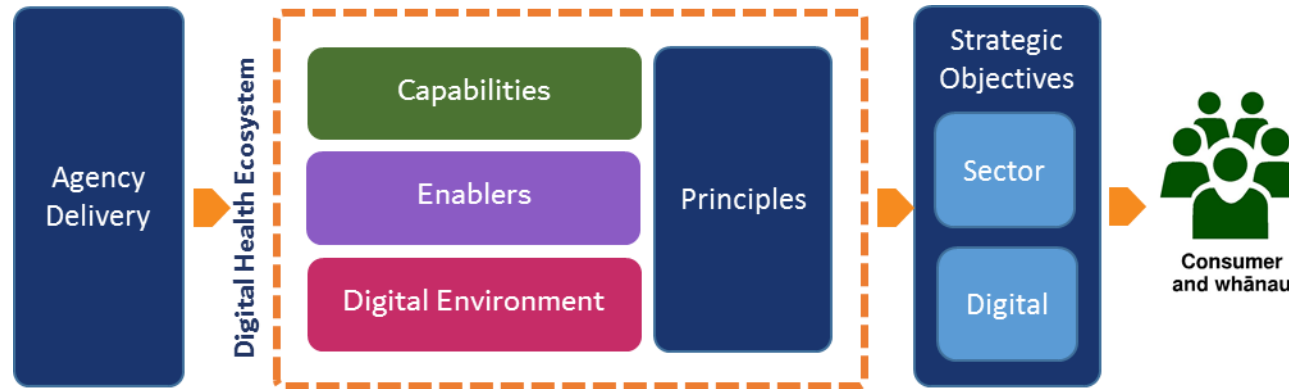 Agency
Delivery
Digital Health Ecosystem
Capabilities
Enablers
Digital Environment
Principles
Strategic
Objectives
Sector
Digital
Consumer
and whānau